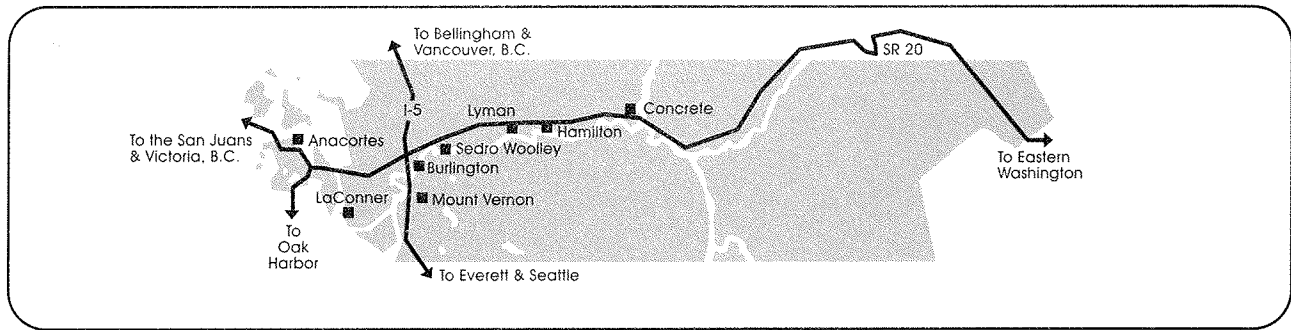 To Bellingham &
Vancouver, B.C.
SR 20
I-5
Lyman
Concrete
To the San Juans
& Victoria, B.C.
Anacortes
Hamilton
Sedro Woolley
To Eastern
Washington
Burlington
LaConner
Mount Vernon
To
Oak
Harbor
To Everett & Seattle